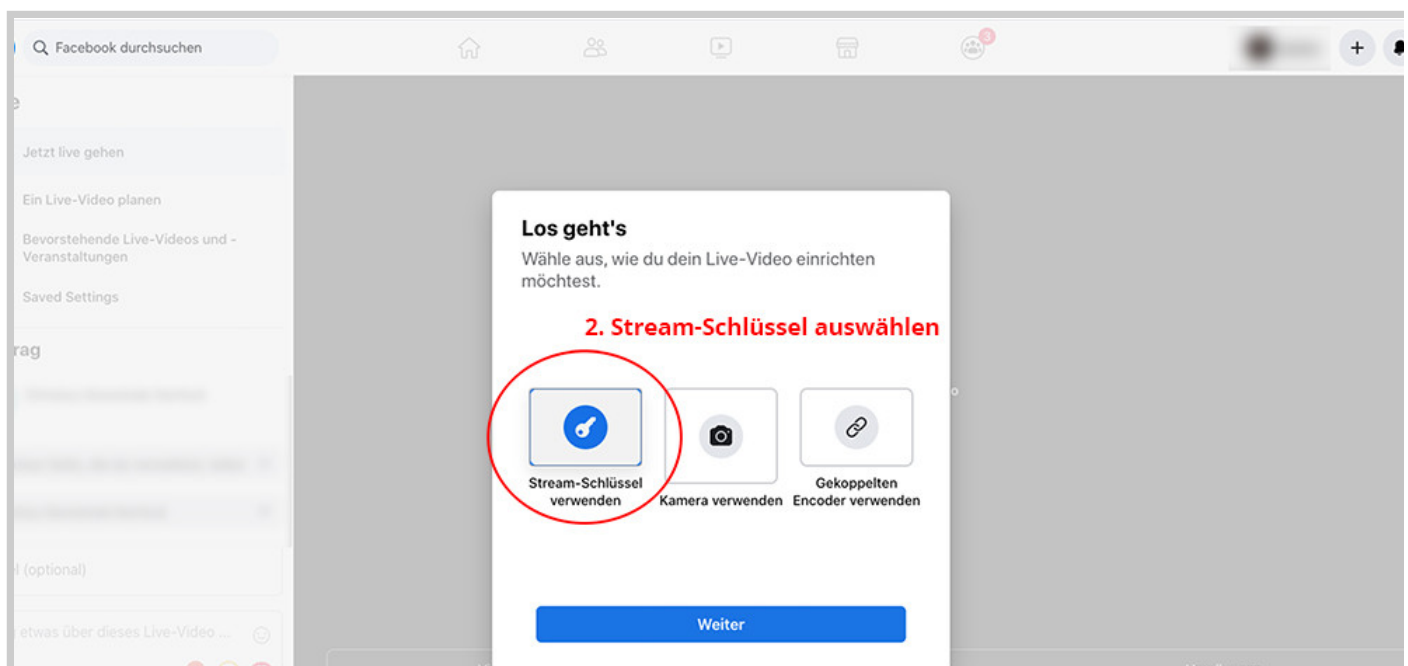 Facebook durchsuchen
3
Jetzt live gehen
Ein Live-Video planen
Bevorstehende Live-Videos und -
Veranstaltungen
Saved Settings
rag
(optional)
etwas über dieses Live-Video ...
Los geht's
Wähle aus, wie du dein Live-Video einrichten
möchtest.
2. Stream-Schlüssel auswählen
Stream-Schlüssel
verwenden
Kamera verwenden
Gekoppelten
Encoder verwenden
Weiter